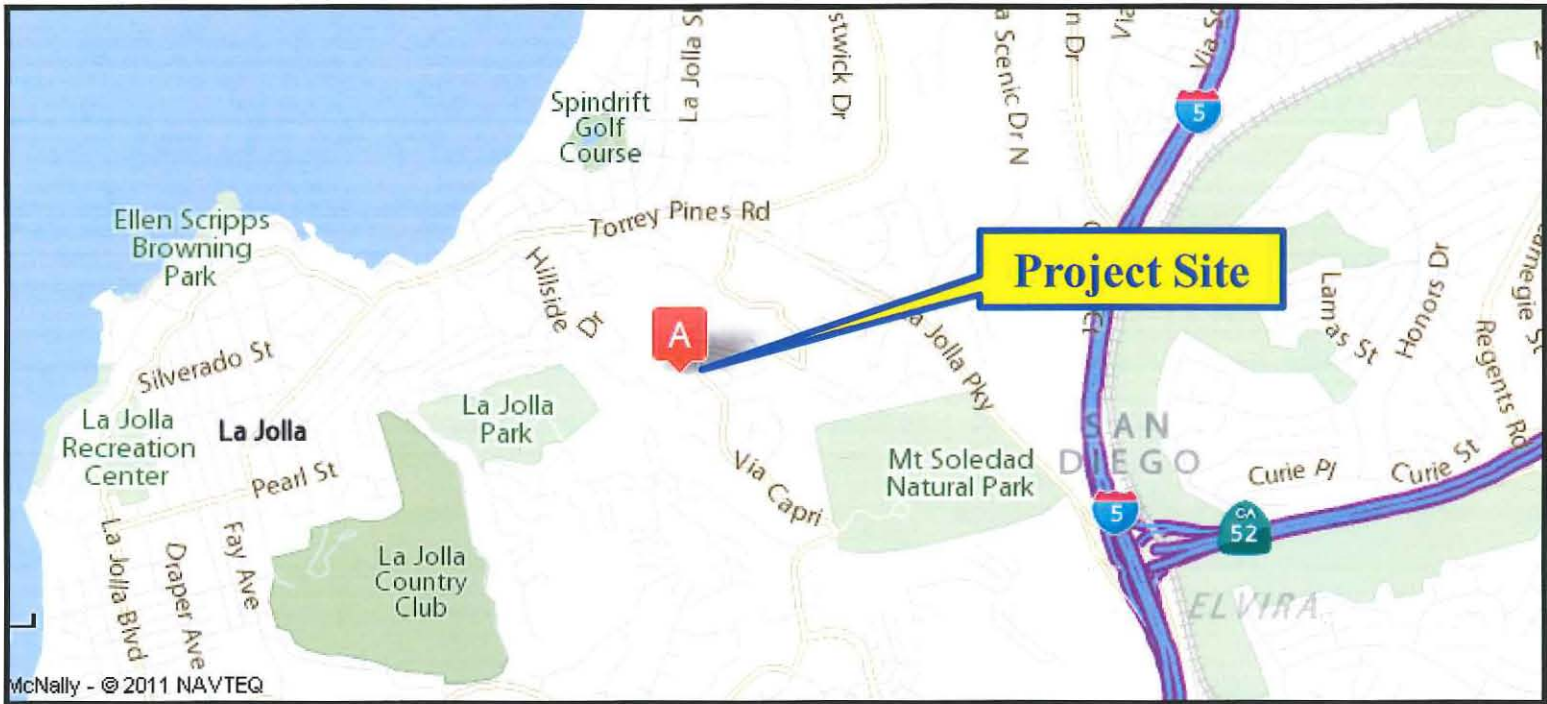 La Jolla S
stwick Dr
a Scenic Dr N
n Dr
5
Spindrift
Golf
Course
Torrey Pines Rd
Ellen Scripps
Browning
Park
Hillside
Dr
Project Site
A
a Jolla Pky
Lamas St
Honors Dr
Regents Rd
Silverado St
La Jolla
Recreation
Center
La Jolla
La Jolla
Park
Pearl St
Via Capri
Mt Soledad
Natural Park
SAN
DIEGO
Curie Pl
Curie St
5
CA
52
La Jolla Blvd
Draper Ave
Fay Ave
La Jolla
Country
Club
ELVIRA
McNally - © 2011 NAVTEQ